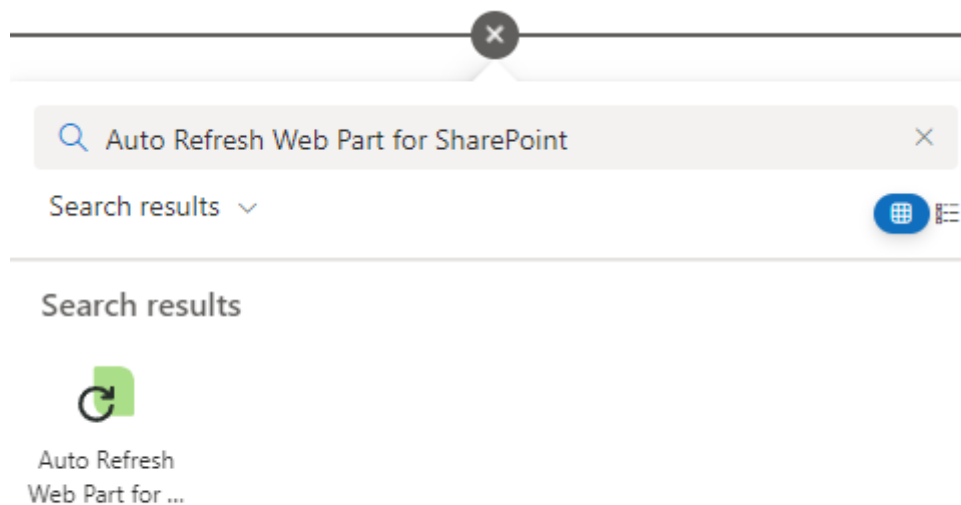 Auto Refresh Web Part for SharePoint
Search results
Search results
Auto Refresh
Web Part for ...